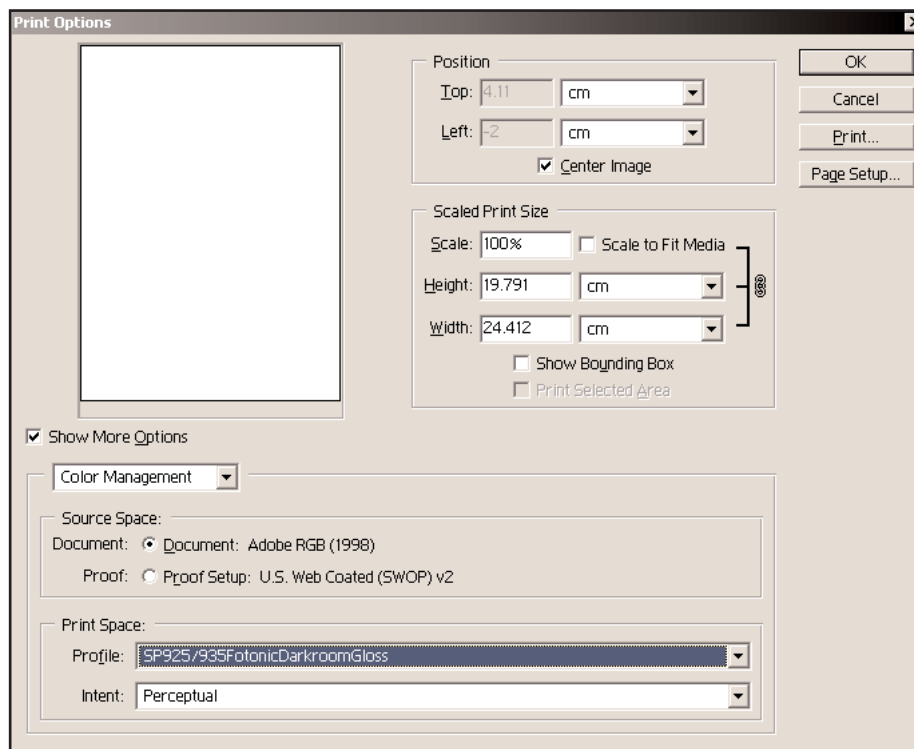 Print Options
Position
Top: 4.11 cm
Left: -2 cm
Center Image
OK
Cancel
Print...
Page Setup...
Scaled Print Size
Scale: 100% Scale to Fit Media
Height: 19.791 cm
Width: 24.412 cm
Show Bounding Box
Print Selected Area
Show More Options
Color Management
Source Space:
Document: Document: Adobe RGB (1998)
Proof: Proof Setup: U.S. Web Coated (SWOP) v2
Print Space:
Profile: SP925/935FotonicDarkroomGloss
Intent: Perceptual